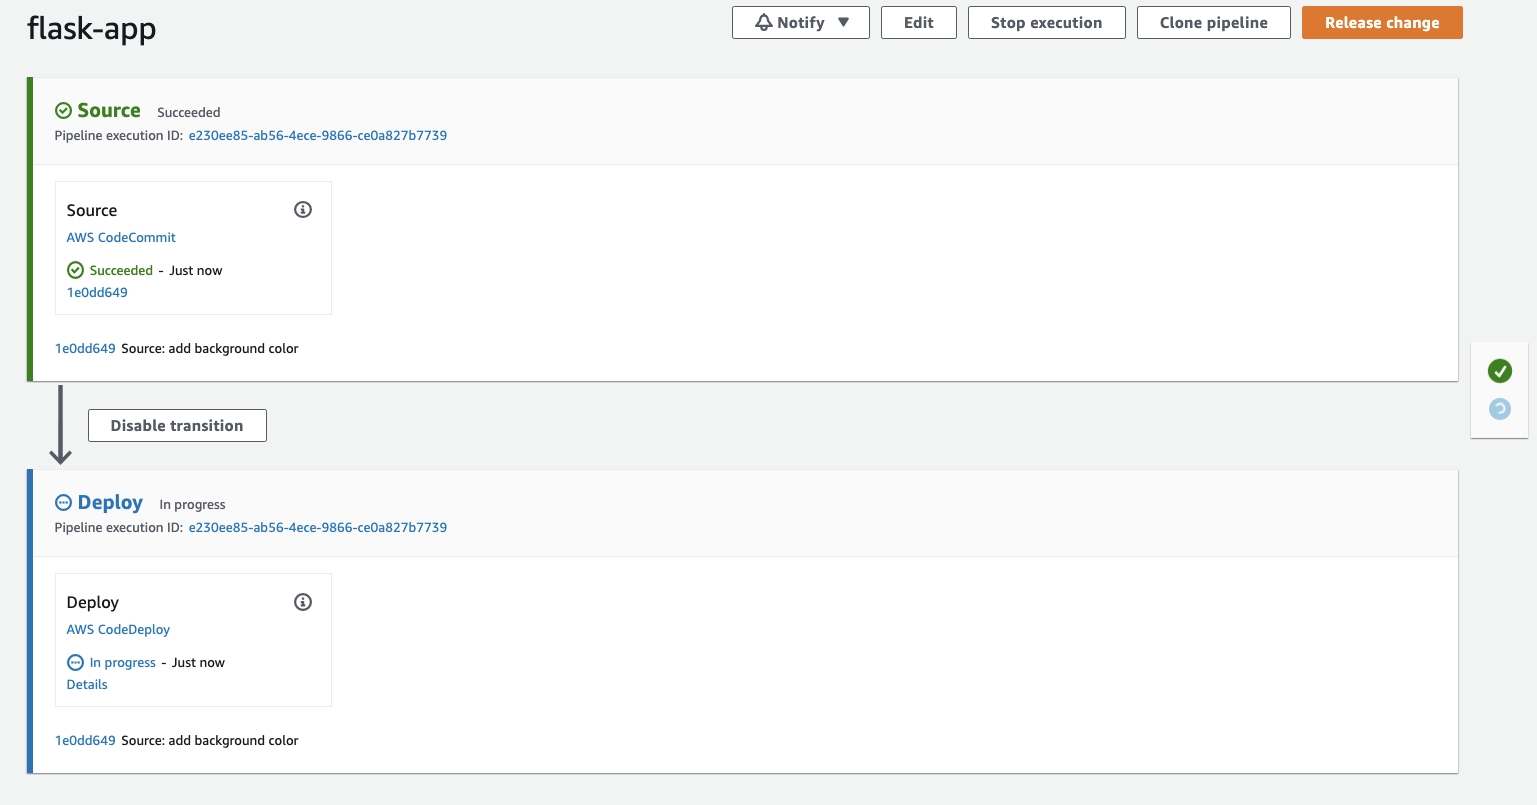 flask-app
Notify ▼
Edit
Stop execution
Clone pipeline
Release change
Source Succeeded
Pipeline execution ID: e230ee85-ab56-4ece-9866-ce0a827b7739
Source
AWS CodeCommit
Succeeded - Just now
1e0dd649
1e0dd649 Source: add background color
Disable transition
Deploy In progress
Pipeline execution ID: e230ee85-ab56-4ece-9866-ce0a827b7739
Deploy
AWS CodeDeploy
In progress - Just now
Details
1e0dd649 Source: add background color